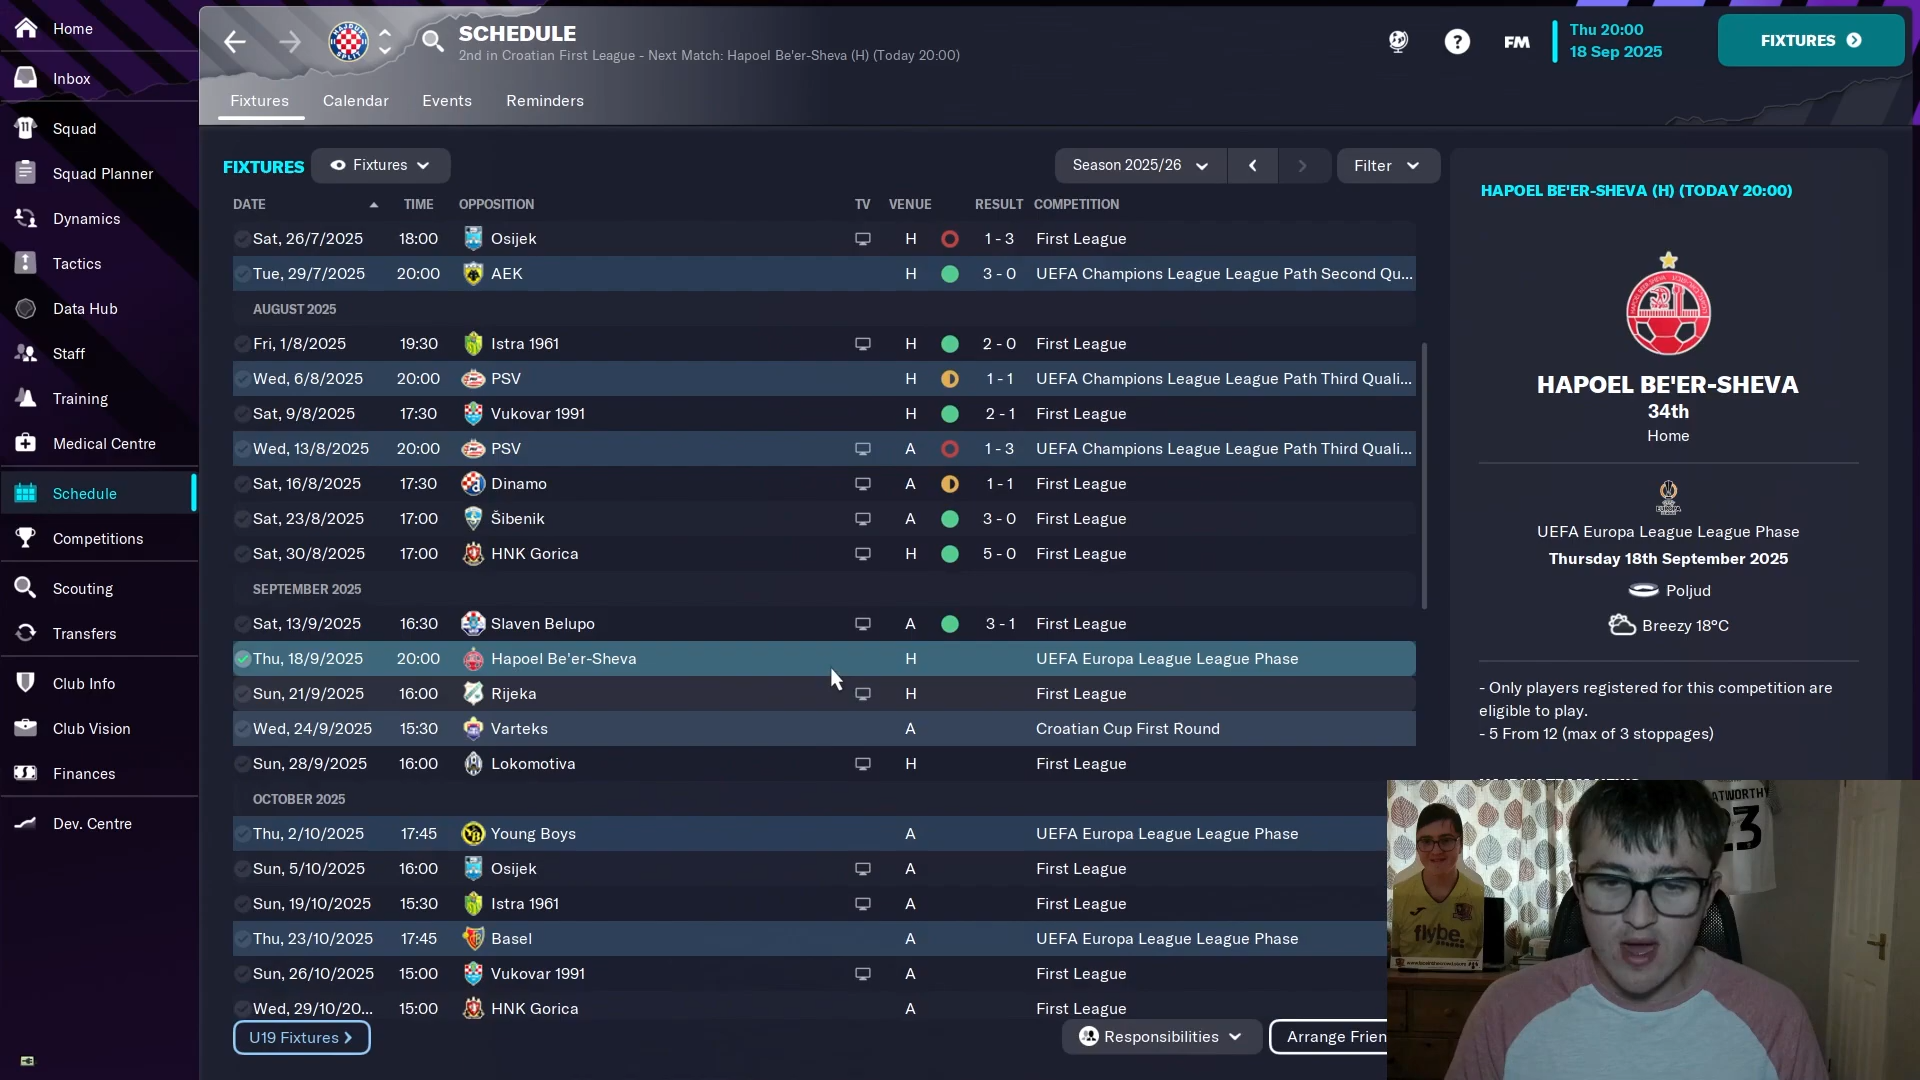 Home
Inbox
Squad
Squad Planner
Dynamics
Tactics
Data Hub
Staff
Training
Medical Centre
Schedule
Competitions
Scouting
Transfers
Club Info
Club Vision
Finances
Dev. Centre
SCHEDULE
2nd in Croatian First League - Next Match: Hapoel Be'er-Sheva (H) (Today 20:00)
FM
Thu 20:00
18 Sep 2025
FIXTURES
Fixtures Calendar Events Reminders
FIXTURES Fixtures Season 2025/26 Filter
DATE TIME OPPOSITION TV VENUE RESULT COMPETITION
Sat, 26/7/2025 18:00 Osijek H 1 - 3 First League
Tue, 29/7/2025 20:00 AEK H 3 - 0 UEFA Champions League League Path Second Qu...
AUGUST 2025
Fri, 1/8/2025 19:30 Istra 1961 H 2 - 0 First League
Wed, 6/8/2025 20:00 PSV H 1 - 1 UEFA Champions League League Path Third Quali...
Sat, 9/8/2025 17:30 Vukovar 1991 H 2 - 1 First League
Wed, 13/8/2025 20:00 PSV A 1 - 3 UEFA Champions League League Path Third Quali...
Sat, 16/8/2025 17:30 Dinamo A 1 - 1 First League
Sat, 23/8/2025 17:00 Šibenik A 3 - 0 First League
Sat, 30/8/2025 17:00 HNK Gorica H 5 - 0 First League
SEPTEMBER 2025
Sat, 13/9/2025 16:30 Slaven Belupo A 3 - 1 First League
Thu, 18/9/2025 20:00 Hapoel Be'er-Sheva H UEFA Europa League League Phase
Sun, 21/9/2025 16:00 Rijeka H First League
Wed, 24/9/2025 15:30 Varteks A Croatian Cup First Round
Sun, 28/9/2025 16:00 Lokomotiva H First League
OCTOBER 2025
Thu, 2/10/2025 17:45 Young Boys A UEFA Europa League League Phase
Sun, 5/10/2025 16:00 Osijek A First League
Sun, 19/10/2025 15:30 Istra 1961 A First League
Thu, 23/10/2025 17:45 Basel A UEFA Europa League League Phase
Sun, 26/10/2025 15:00 Vukovar 1991 A First League
Wed, 29/10/20... 15:00 HNK Gorica A First League
U19 Fixtures Responsibilities Arrange Frien
HAPOEL BE'ER-SHEVA (H) (TODAY 20:00)
HAPOEL BE'ER-SHEVA
34th
Home
UEFA Europa League League Phase
Thursday 18th September 2025
Poljud
Breezy 18°C
- Only players registered for this competition are
eligible to play.
- 5 From 12 (max of 3 stoppages)
ATWORTHY
23
flybe.